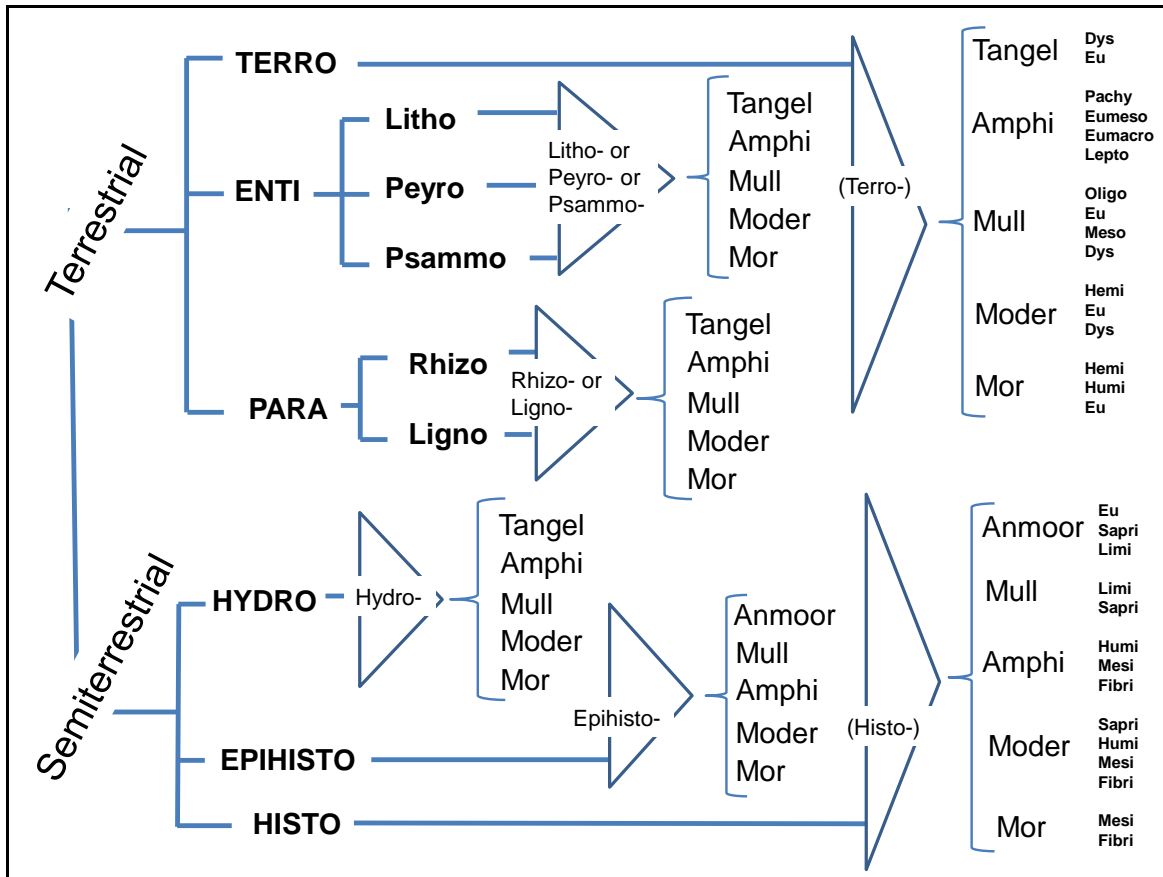 Terrestrial
TERRO
ENTI
Litho
Peyro
Psammo
Litho- or
Peyro- or
Psammo-
Tangel
Amphi
Mull
Moder
Mor
PARA
Rhizo
Ligno
Rhizo- or
Ligno-
Tangel
Amphi
Mull
Moder
Mor
(Terro-)
Tangel
Dys
Eu
Amphi
Pachy
Eumeso
Eumacro
Lepto
Mull
Oligo
Eu
Meso
Dys
Moder
Hemi
Eu
Dys
Mor
Hemi
Humi
Eu
Semiterrestrial
HYDRO
Hydro-
Tangel
Amphi
Mull
Moder
Mor
EPIHISTO
Epihisto-
Anmoor
Mull
Amphi
Moder
Mor
HISTO
(Histo-)
Anmoor
Eu
Sapri
Limi
Mull
Limi
Sapri
Amphi
Humi
Mesi
Fibri
Moder
Sapri
Humi
Mesi
Fibri
Mor
Mesi
Fibri